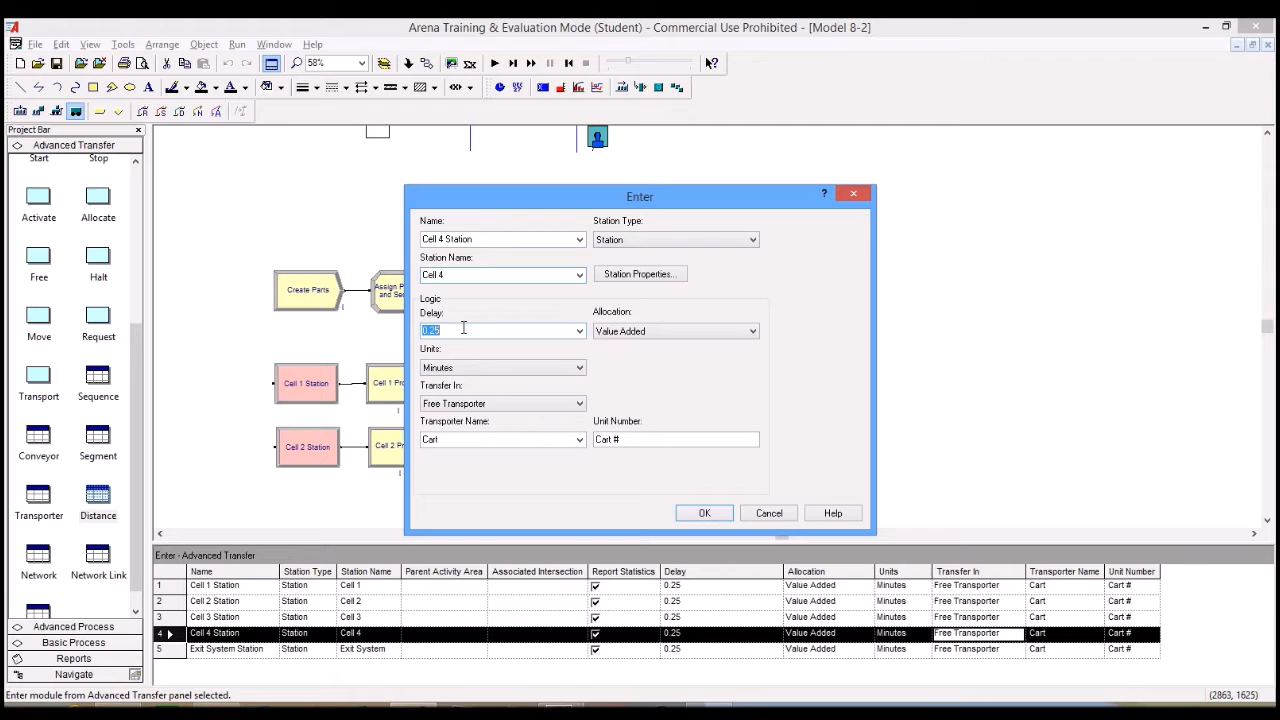 Arena Training & Evaluation Mode (Student) - Commercial Use Prohibited - [Model 8-2]
File Edit View Tools Arrange Object Run Window Help
58%
Project Bar
Advanced Transfer
Start Stop
Activate Allocate
Free Halt
Move Request
Transport Sequence
Conveyor Segment
Transporter Distance
Network Network Link
Advanced Process
Basic Process
Reports
Navigate
Create Parts
Cell 1 Station
Cell 2 Station
Enter
Name: Station Type:
Cell 4 Station Station
Station Name:
Cell 4 Station Properties...
Logic
Delay: Allocation:
0.25 Value Added
Units:
Minutes
Transfer In:
Free Transporter
Transporter Name: Unit Number:
Cart Cart #
OK Cancel Help
Enter - Advanced Transfer
Name Station Type Station Name Parent Activity Area Associated Intersection Report Statistics Delay Allocation Units Transfer In Transporter Name Unit Number
1 Cell 1 Station Station Cell 1 0.25 Value Added Minutes Free Transporter Cart Cart #
2 Cell 2 Station Station Cell 2 0.25 Value Added Minutes Free Transporter Cart Cart #
3 Cell 3 Station Station Cell 3 0.25 Value Added Minutes Free Transporter Cart Cart #
4 Cell 4 Station Station Cell 4 0.25 Value Added Minutes Free Transporter Cart Cart #
5 Exit System Station Station Exit System 0.25 Value Added Minutes Free Transporter Cart Cart #
Enter module from Advanced Transfer panel selected. (2863, 1625)